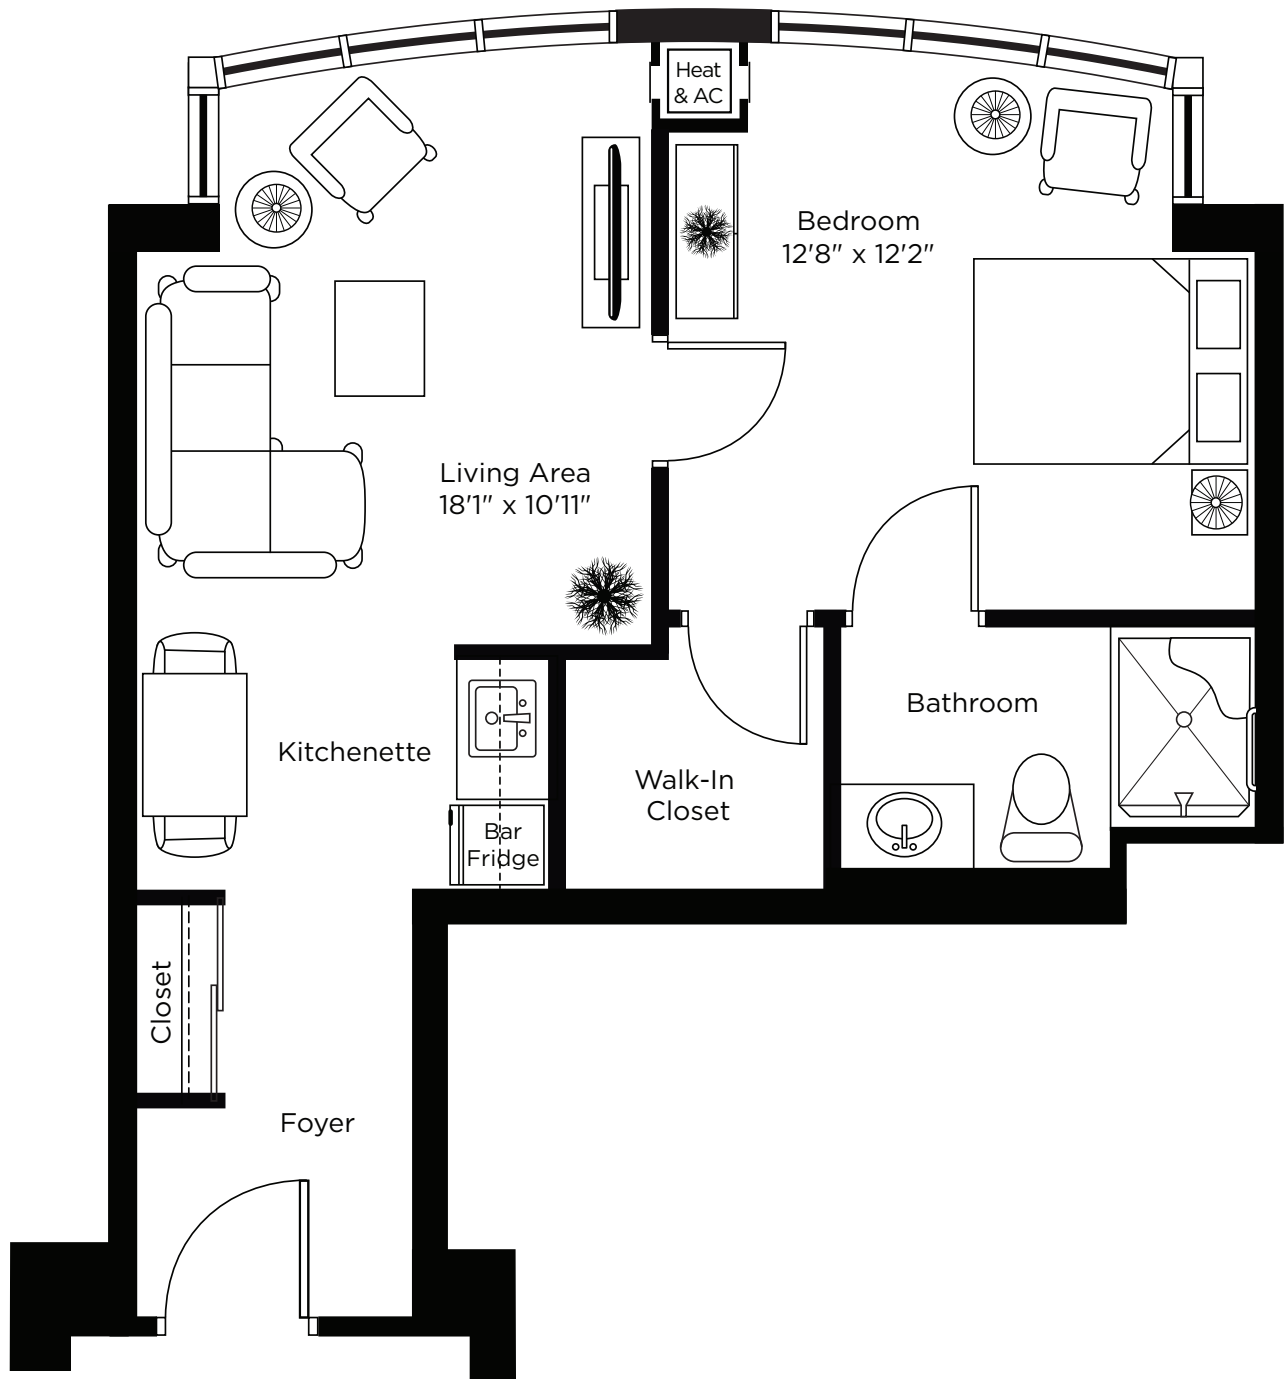 Heat
& AC
Bedroom
12'8" x 12'2"
Living Area
18'1" x 10'11"
Bathroom
Kitchenette
Walk-In
Closet
Bar
Fridge
Closet
Foyer